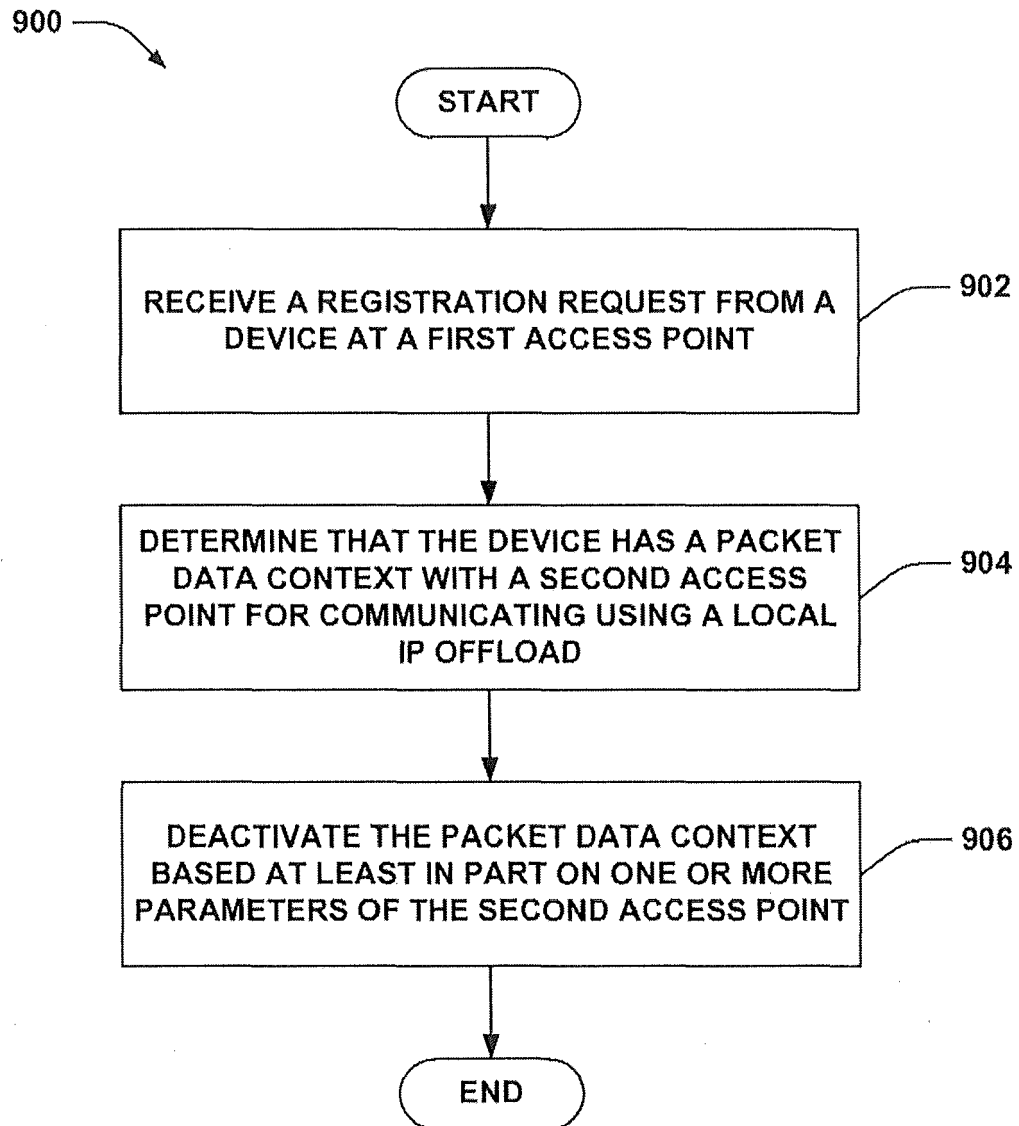 900
START
RECEIVE A REGISTRATION REQUEST FROM A
DEVICE AT A FIRST ACCESS POINT
902
DETERMINE THAT THE DEVICE HAS A PACKET
DATA CONTEXT WITH A SECOND ACCESS
POINT FOR COMMUNICATING USING A LOCAL
IP OFFLOAD
904
DEACTIVATE THE PACKET DATA CONTEXT
BASED AT LEAST IN PART ON ONE OR MORE
PARAMETERS OF THE SECOND ACCESS POINT
906
END